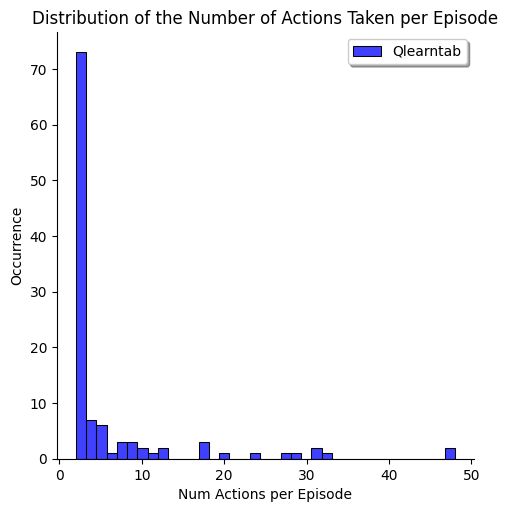 Distribution of the Number of Actions Taken per Episode
Qlearntab
Occurrence
70
60
50
40
30
20
10
0
0 10 20 30 40 50
Num Actions per Episode